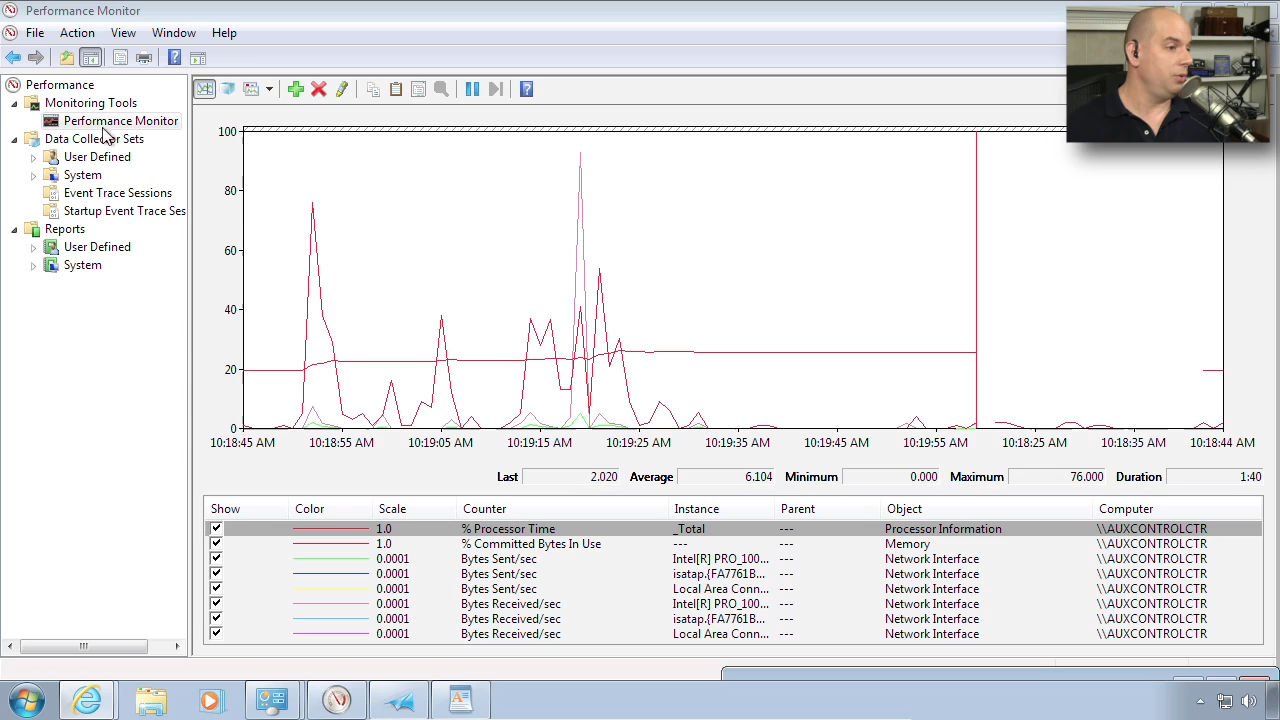 Performance Monitor
File Action View Window Help
Performance
Monitoring Tools
Performance Monitor
Data Collector Sets
User Defined
System
Event Trace Sessions
Startup Event Trace Ses
Reports
User Defined
System
100
80
60
40
20
0
10:18:45 AM 10:18:55 AM 10:19:05 AM 10:19:15 AM 10:19:25 AM 10:19:35 AM 10:19:45 AM 10:19:55 AM 10:18:25 AM 10:18:35 AM 10:18:44 AM
Last 2.020 Average 6.104 Minimum 0.000 Maximum 76.000 Duration 1:40
Show Color Scale Counter Instance Parent Object Computer
1.0 % Processor Time _Total --- Processor Information \\AUXCONTROLCTR
1.0 % Committed Bytes In Use --- --- Memory \\AUXCONTROLCTR
0.0001 Bytes Sent/sec Intel[R] PRO_100... --- Network Interface \\AUXCONTROLCTR
0.0001 Bytes Sent/sec isatap.{FA7761B... --- Network Interface \\AUXCONTROLCTR
0.0001 Bytes Sent/sec Local Area Conn... --- Network Interface \\AUXCONTROLCTR
0.0001 Bytes Received/sec Intel[R] PRO_100... --- Network Interface \\AUXCONTROLCTR
0.0001 Bytes Received/sec isatap.{FA7761B... --- Network Interface \\AUXCONTROLCTR
0.0001 Bytes Received/sec Local Area Conn... --- Network Interface \\AUXCONTROLCTR